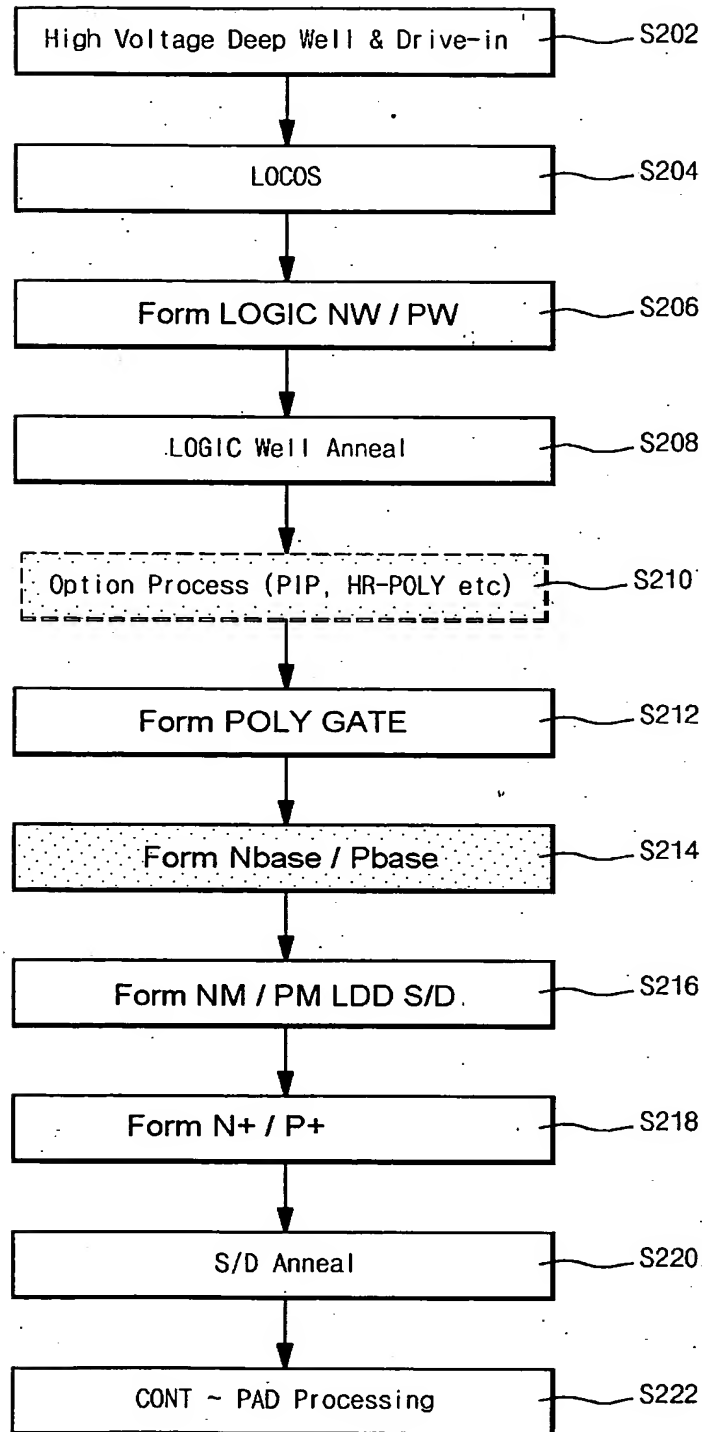 High Voltage Deep Well & Drive-in S202
LOCOS S204
Form LOGIC NW / PW S206
LOGIC Well Anneal S208
Option Process (PIP, HR-POLY etc) S210
Form POLY GATE S212
Form Nbase / Pbase S214
Form NM / PM LDD S/D S216
Form N+ / P+ S218
S/D Anneal S220
CONT ~ PAD Processing S222